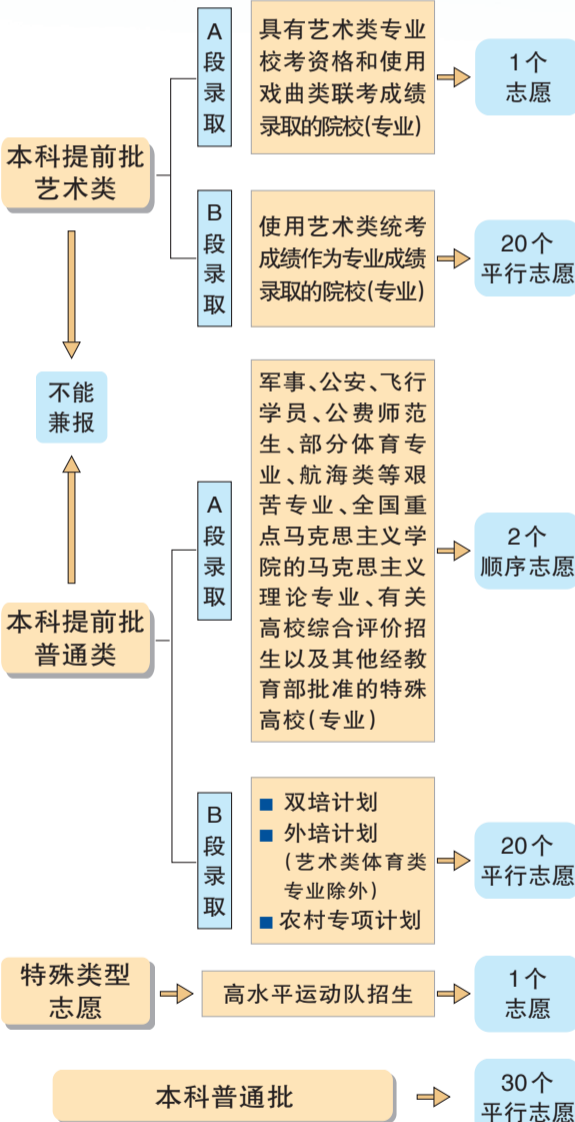 本科提前批
艺术类
A
段
录
取
具有艺术类专业
校考资格和使用
戏曲类联考成绩
录取的院校(专业)
1个
志愿
B
段
录
取
使用艺术类统考
成绩作为专业成绩
录取的院校(专业)
20个
平行志愿
不能
兼报
本科提前批
普通类
A
段
录
取
军事、公安、飞行
学员、公费师范
生、部分体育专
业、航海类等艰
苦专业、全国重
点马克思主义学
院的马克思主义
理论专业、有关
高校综合评价招
生以及其他经教
育部批准的特殊
高校(专业)
2个
顺序志愿
B
段
录
取
双培计划
外培计划
(艺术类体育类
专业除外)
农村专项计划
20个
平行志愿
特殊类型
志愿
高水平运动队招生
1个
志愿
本科普通批
30个
平行志愿